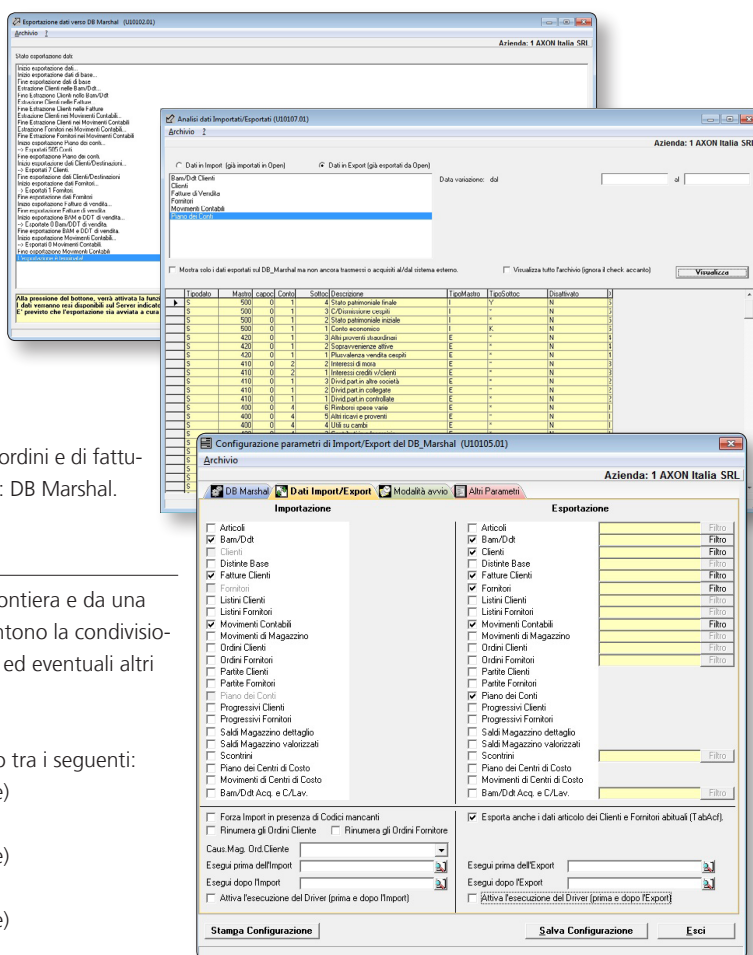 Esportazione dati verso DB Marshal (U10102.01)
Archivio ?
Azienda: 1 AXON Italia SRL
Stato esportazione dati:
Inizio esportazione dati...
Inizio esportazione dati di base...
Fine esportazione dati di base
Estrazione Clienti nelle Bam/Ddt...
Fine Estrazione Clienti nelle Bam/Ddt
Estrazione Clienti nelle Fatture
Fine Estrazione Clienti nelle Fatture
Estrazione Clienti nei Movimenti Contabili...
Fine Estrazione Clienti nei Movimenti Contabili
Estrazione Fornitori nei Movimenti Contabili...
Fine Estrazione Fornitori nei Movimenti Contabili
Inizio esportazione Piano dei conti...
-> Esportati 505 Conti
Fine esportazione Piano dei conti.
Inizio esportazione dati Clienti/Destinazioni...
-> Esportati 7 Clienti.
Fine esportazione dati Clienti/Destinazioni
Inizio esportazione dati Fornitori...
-> Esportati 1 Fornitori.
Fine esportazione dati Fornitori
Inizio esportazione Fatture di vendita...
Fine esportazione Fatture di vendita
Inizio esportazione BAM e DDT di vendita...
-> Esportate 0 Bam/DDT di vendita.
Fine esportazione BAM e DDT di vendita.
Inizio esportazione Movimenti Contabili...
-> Esportati 0 Movimenti Contabili.
Fine esportazione Movimenti Contabili
Alla pressione del bottone, verrà attivata la funzi
I dati verranno resi disponibili sul Server indicato
E' previsto che l'esportazione sia avviata a cura
Analisi dati Importati/Esportati (U10107.01)
Archivio ?
Azienda: 1 AXON Italia SRL
Dati in Import (già importati in Open) Dati in Export (già esportati da Open)
Bam/Ddt Clienti
Clienti
Fatture di Vendita
Fornitori
Movimenti Contabili
Piano dei Conti
Data variazione: dal al
Mostra solo i dati esportati sul DB_Marshal ma non ancora trasmessi o acquisiti al/dal sistema esterno. Visualizza tutto l'archivio (ignora il check accanto) Visualizza
Tipodato Mastro capoc Conto Sottoc Descrizione TipoMastro TipoSottoc Disattivato
S 500 0 1 4 Stato patrimoniale finale I Y N
S 500 0 1 3 C/Dismissione cespiti I * N
S 500 0 1 2 Stato patrimoniale iniziale I * N
S 500 0 1 1 Conto economico I K N
S 420 0 1 3 Altri proventi straordinari E * N
S 420 0 1 2 Sopravvenienze attive E * N
S 420 0 1 1 Plusvalenza vendita cespiti E * N
S 410 0 2 2 Interessi di mora E * N
S 410 0 2 1 Interessi crediti v/clienti E * N
S 410 0 1 3 Divid.part.in altre società E * N
S 410 0 1 2 Divid.part.in collegate E * N
S 410 0 1 1 Divid.part.in controllate E * N
S 400 0 4 6 Rimborsi spese varie E * N
S 400 0 4 5 Altri ricavi e proventi E * N
S 400 0 4 4 Utili su cambi E * N
ordini e di fattu-
: DB Marshal.
ontiera e da una
ntono la condivisio-
ed eventuali altri
o tra i seguenti:
e)
e)
e)
Configurazione parametri di Import/Export del DB_Marshal (U10105.01)
Archivio
Azienda: 1 AXON Italia SRL
DB Marshal Dati Import/Export Modalità avvio Altri Parametri
Importazione Esportazione
Articoli Articoli Filtro
Bam/Ddt Bam/Ddt Filtro
Clienti Clienti Filtro
Distinte Base Distinte Base Filtro
Fatture Clienti Fatture Clienti Filtro
Fornitori Fornitori Filtro
Listini Clienti Listini Clienti Filtro
Listini Fornitori Listini Fornitori Filtro
Movimenti Contabili Movimenti Contabili Filtro
Movimenti di Magazzino Movimenti di Magazzino Filtro
Ordini Clienti Ordini Clienti Filtro
Ordini Fornitori Ordini Fornitori Filtro
Partite Clienti Partite Clienti
Partite Fornitori Partite Fornitori
Piano dei Conti Piano dei Conti
Progressivi Clienti Progressivi Clienti
Progressivi Fornitori Progressivi Fornitori
Saldi Magazzino dettaglio Saldi Magazzino dettaglio
Saldi Magazzino valorizzati Saldi Magazzino valorizzati
Scontrini Scontrini Filtro
Piano dei Centri di Costo Piano dei Centri di Costo
Movimenti di Centri di Costo Movimenti di Centri di Costo
Bam/Ddt Acq. e C/Lav. Bam/Ddt Acq. e C/Lav. Filtro
Forza Import in presenza di Codici mancanti Esporta anche i dati articolo dei Clienti e Fornitori abituali (TabAcf).
Rinumera gli Ordini Cliente Rinumera gli Ordini Fornitore
Caus.Mag. Ord.Cliente
Esegui prima dell'Import Esegui prima dell'Export
Esegui dopo l'Import Esegui dopo l'Export
Attiva l'esecuzione del Driver (prima e dopo l'Import) Attiva l'esecuzione del Driver (prima e dopo l'Export)
Stampa Configurazione Salva Configurazione Esci